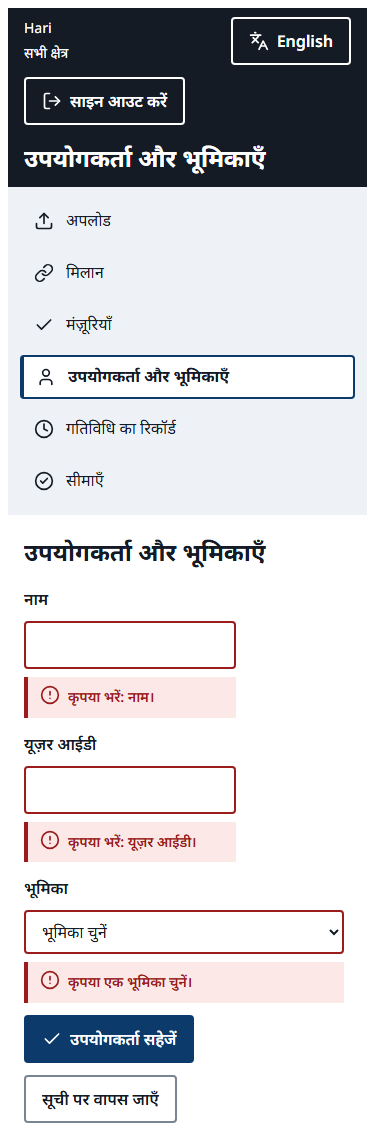 Hari
सभी क्षेत्र
English
साइन आउट करें
उपयोगकर्ता और भूमिकाएँ
अपलोड
मिलान
मंज़ूरियाँ
उपयोगकर्ता और भूमिकाएँ
गतिविधि का रिकॉर्ड
सीमाएँ
उपयोगकर्ता और भूमिकाएँ
नाम
कृपया भरें: नाम।
यूज़र आईडी
कृपया भरें: यूज़र आईडी।
भूमिका
भूमिका चुनें
कृपया एक भूमिका चुनें।
उपयोगकर्ता सहेजें
सूची पर वापस जाएँ